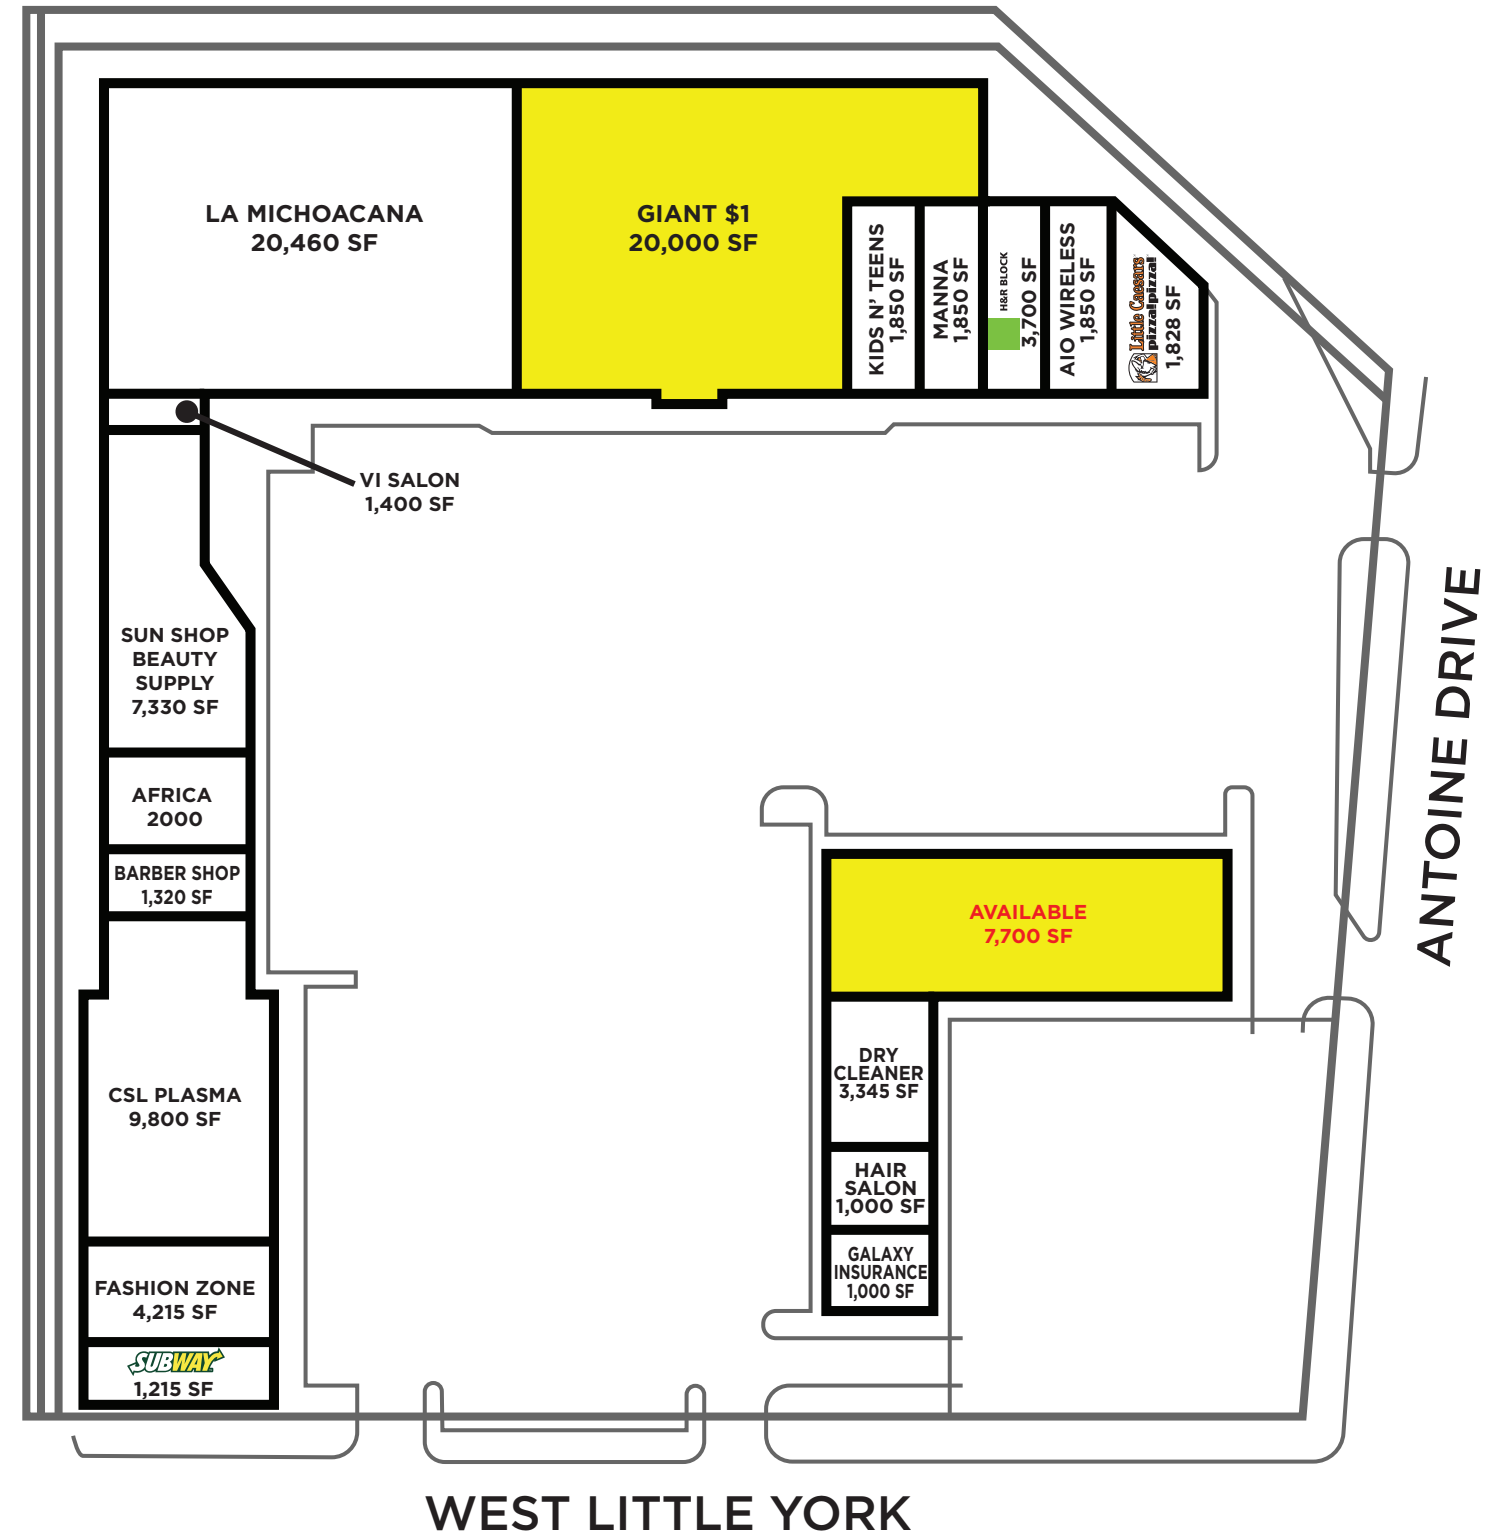 LA MICHOACANA
20,460 SF
GIANT $1
20,000 SF
KIDS N' TEENS
1,850 SF
MANNA
1,850 SF
H&R BLOCK
3,700 SF
AIO WIRELESS
1,850 SF
Little Caesars
pizza!pizza!
1,828 SF
VI SALON
1,400 SF
SUN SHOP
BEAUTY
SUPPLY
7,330 SF
AFRICA
2000
BARBER SHOP
1,320 SF
CSL PLASMA
9,800 SF
FASHION ZONE
4,215 SF
SUBWAY
1,215 SF
AVAILABLE
7,700 SF
DRY
CLEANER
3,345 SF
HAIR
SALON
1,000 SF
GALAXY
INSURANCE
1,000 SF
ANTOINE DRIVE
WEST LITTLE YORK